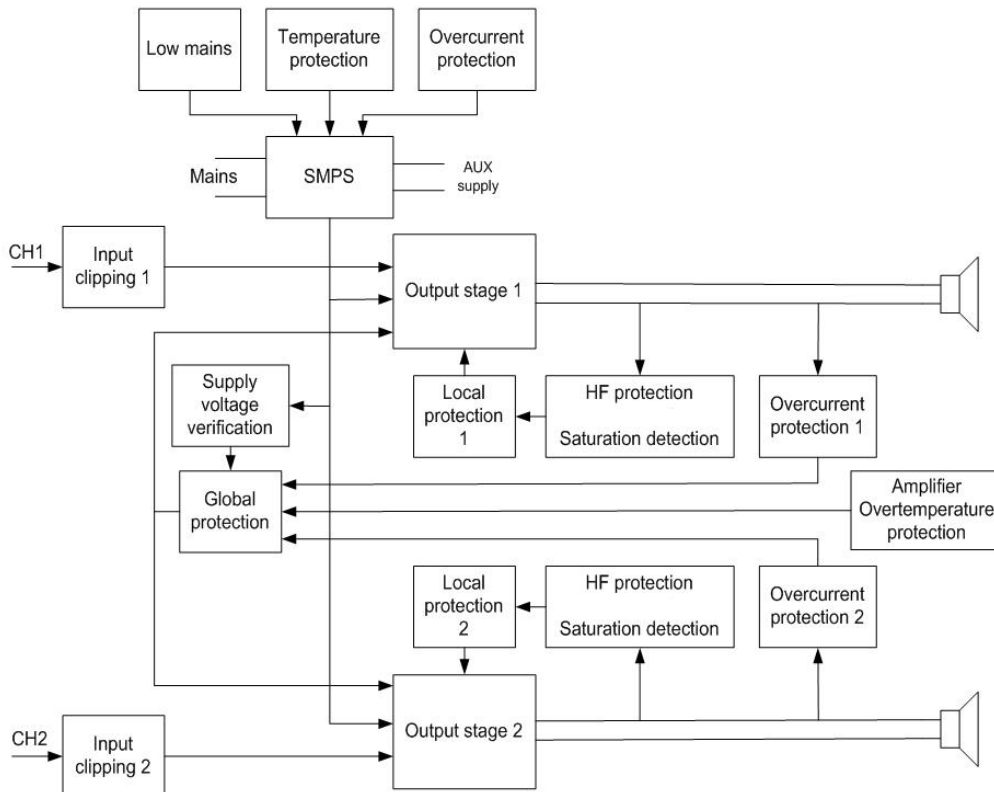 Low mains
Temperature
protection
Overcurrent
protection
Mains
SMPS
AUX
supply
CH1
Input
clipping 1
Output stage 1
Supply
voltage
verification
Local
protection
1
HF protection
Saturation detection
Overcurrent
protection 1
Global
protection
Amplifier
Overtemperature
protection
Local
protection
2
HF protection
Saturation detection
Overcurrent
protection 2
CH2
Input
clipping 2
Output stage 2